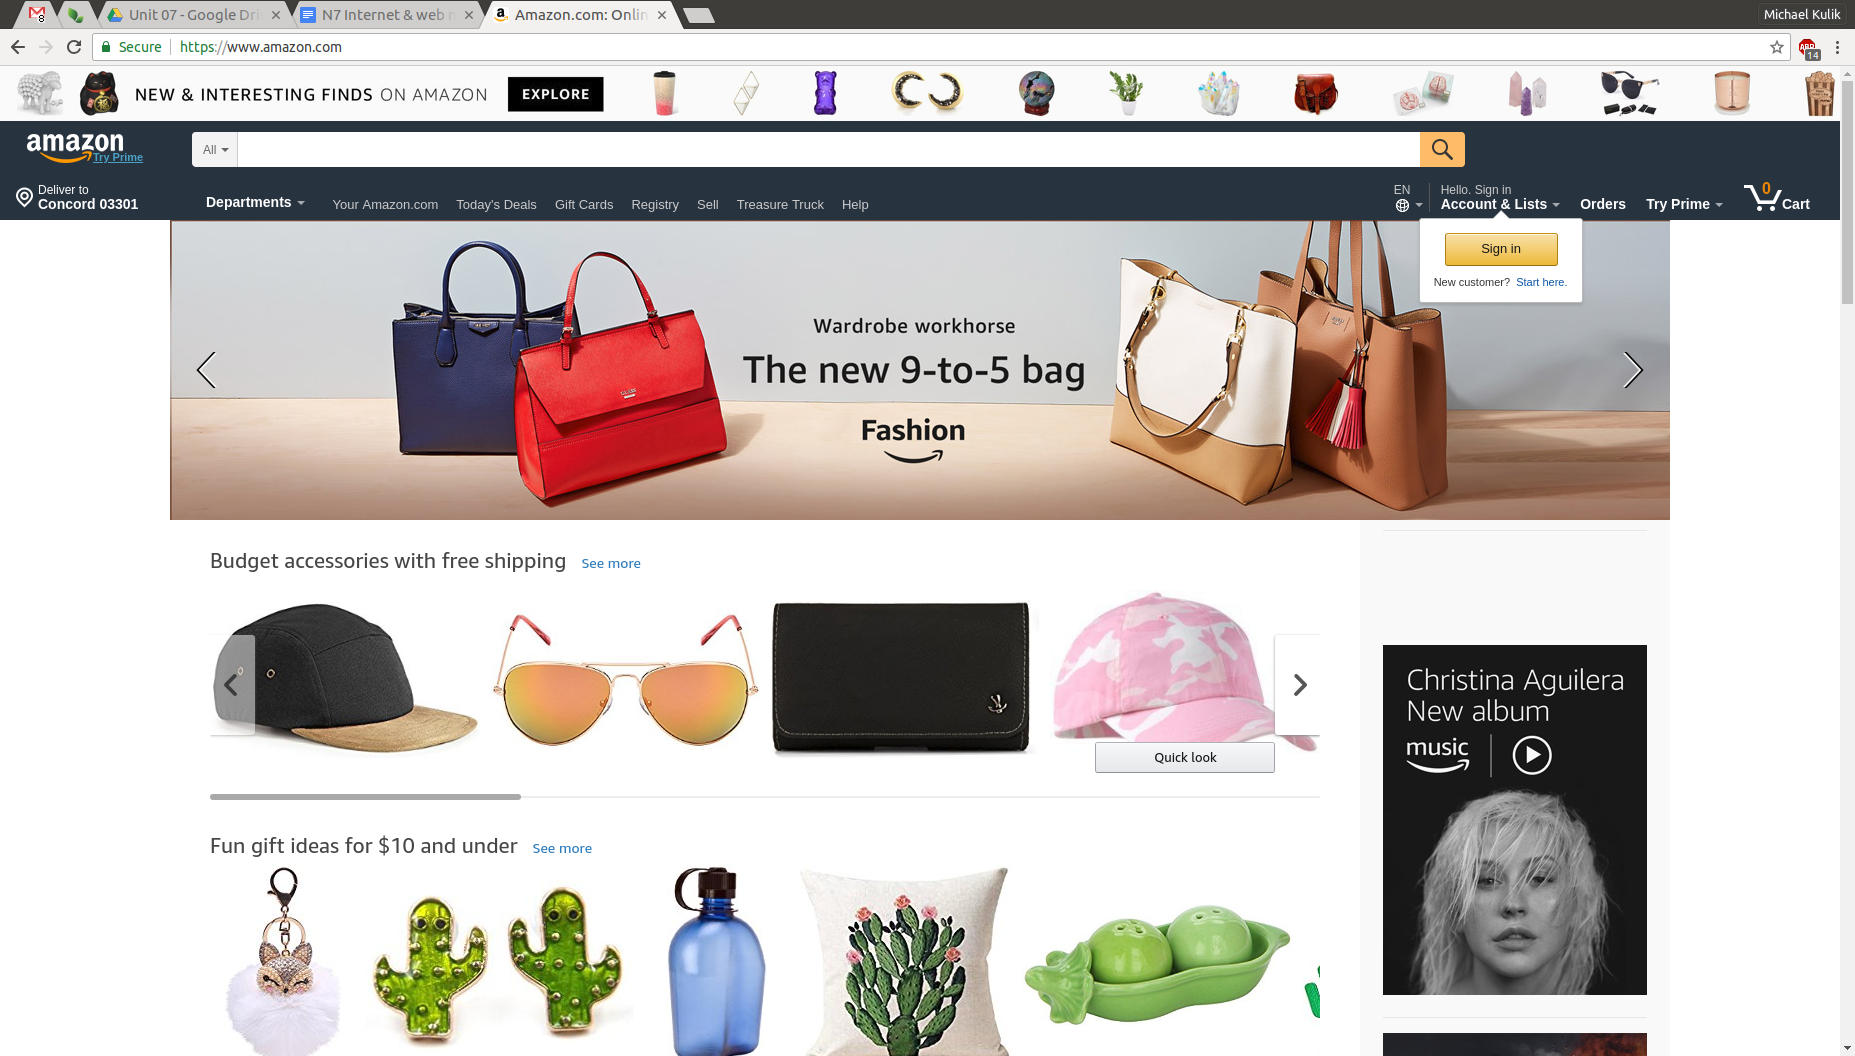 8
Unit 07 - Google Dri
N7 Internet & web n
Amazon.com: Onlin
Michael Kulik
Secure
https://www.amazon.com
ABP
14
NEW & INTERESTING FINDS ON AMAZON
EXPLORE
amazon
Try Prime
All
Deliver to
Concord 03301
Departments
Your Amazon.com
Today's Deals
Gift Cards
Registry
Sell
Treasure Truck
Help
EN
Hello. Sign in
Account & Lists
Orders
Try Prime
0
Cart
Sign in
New customer? Start here.
Wardrobe workhorse
The new 9-to-5 bag
Fashion
Budget accessories with free shipping See more
Quick look
Fun gift ideas for $10 and under See more
Christina Aguilera
New album
music